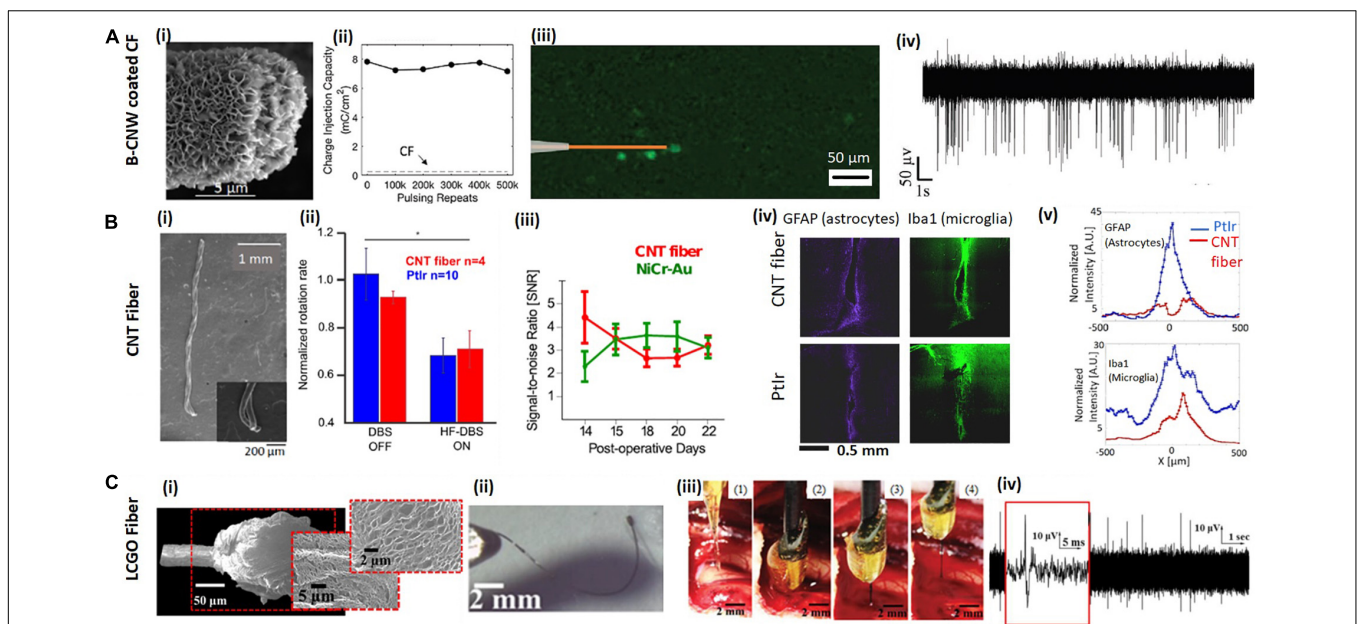 A
B-CNW coated CF
(i)
5 µm
(ii)
Charge Injection Capacity
(mC/cm²)
8
6
4
2
0
CF
0 100k 200k 300k 400k 500k
Pulsing Repeats
(iii)
50 µm
(iv)
50 µv
1s
B
CNT Fiber
(i)
1 mm
200 µm
(ii)
Normalized rotation rate
1.2
1.0
0.8
0.6
0.4
*
CNT fiber n=4
PtIr n=10
DBS
OFF
HF-DBS
ON
(iii)
CNT fiber
NiCr-Au
Signal-to-noise Ratio [SNR]
5
4
3
2
1
14 15 18 20 22
Post-operative Days
(iv)
GFAP (astrocytes) Iba1 (microglia)
CNT fiber
PtIr
0.5 mm
(v)
Normalized
Intensity [A.U.]
45
5
GFAP
(Astrocytes)
PtIr
CNT
fiber
-500 0 500
Normalized
Intensity [A.U.]
30
5
Iba1
(Microglia)
-500 0 500
X [µm]
C
LCGO Fiber
(i)
50 µm
5 µm
2 µm
(ii)
2 mm
(iii)
(1) (2) (3) (4)
2 mm 2 mm 2 mm 2 mm
(iv)
10 µV
5 ms
10 µV
1 sec